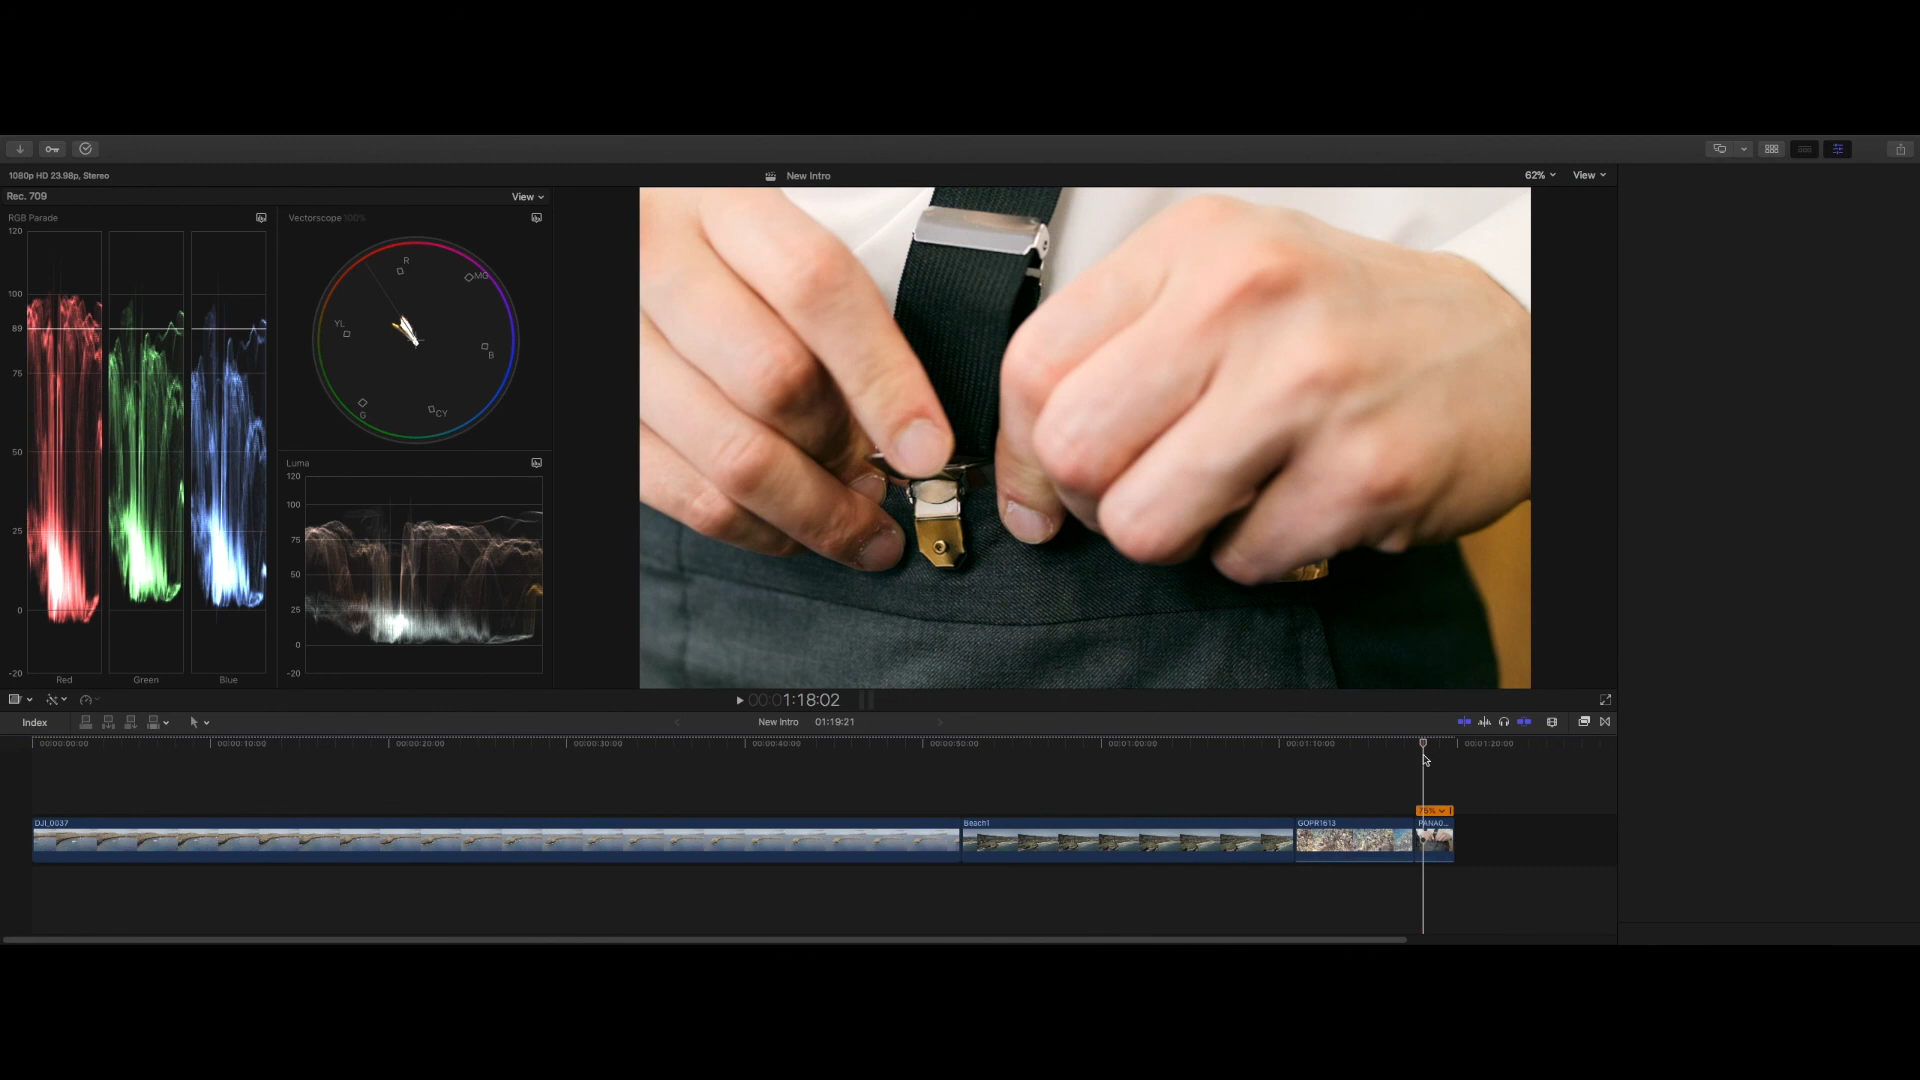 1080p HD 23.98p, Stereo
New Intro
62%
View
Rec. 709
View
RGB Parade
120
100
89
75
50
25
0
-20
Red
Green
Blue
Vectorscope 100%
R
MG
YL
B
G
CY
Luma
120
100
75
50
25
0
-20
00:00:01:18:02
Index
New Intro
01:19:21
00:00:00:00
00:00:10:00
00:00:20:00
00:00:30:00
00:00:40:00
00:00:50:00
00:01:00:00
00:01:10:00
00:01:20:00
75%
DJI_0037
Beach1
GOPR1613
PANA0...